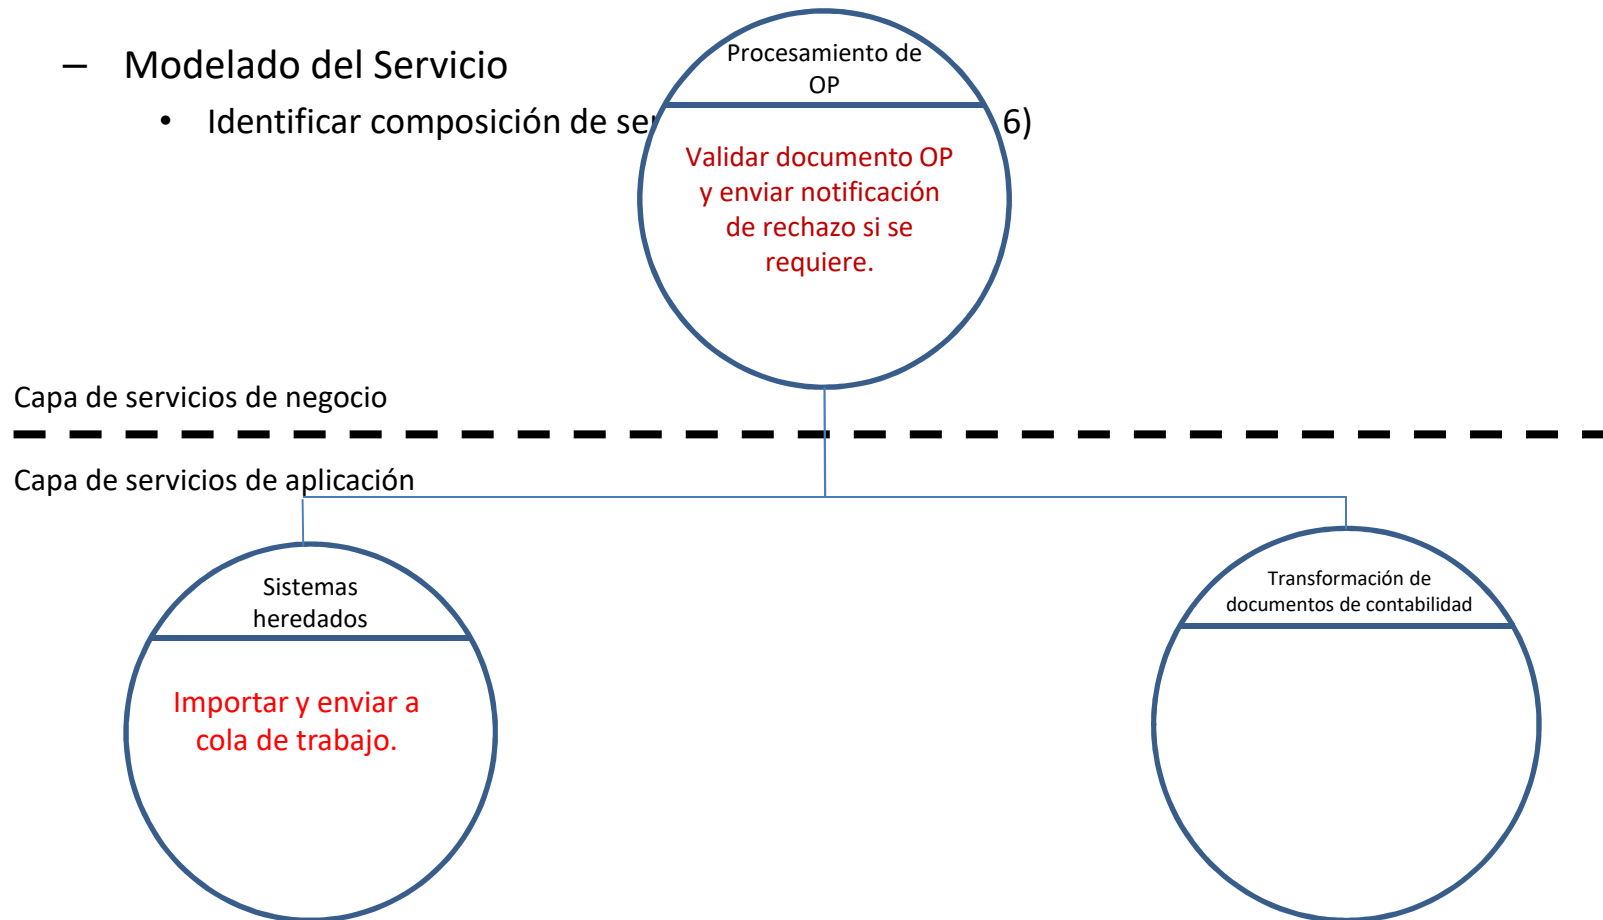 – Modelado del Servicio
• Identificar composición de 6)
Procesamiento de
OP
Validar documento OP
y enviar notificación
de rechazo si se
requiere.
Capa de servicios de negocio
Capa de servicios de aplicación
Sistemas
heredados
Importar y enviar a
cola de trabajo.
Transformación de
documentos de contabilidad